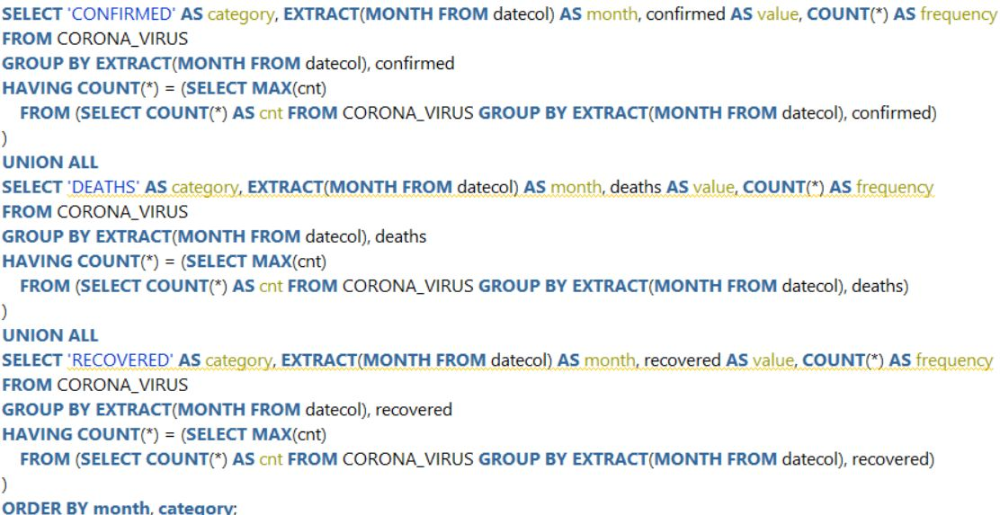 SELECT 'CONFIRMED' AS category, EXTRACT(MONTH FROM datecol) AS month, confirmed AS value, COUNT(*) AS frequency
FROM CORONA_VIRUS
GROUP BY EXTRACT(MONTH FROM datecol), confirmed
HAVING COUNT(*) = (SELECT MAX(cnt)
FROM (SELECT COUNT(*) AS cnt FROM CORONA_VIRUS GROUP BY EXTRACT(MONTH FROM datecol), confirmed)
)
UNION ALL
SELECT 'DEATHS' AS category, EXTRACT(MONTH FROM datecol) AS month, deaths AS value, COUNT(*) AS frequency
FROM CORONA_VIRUS
GROUP BY EXTRACT(MONTH FROM datecol), deaths
HAVING COUNT(*) = (SELECT MAX(cnt)
FROM (SELECT COUNT(*) AS cnt FROM CORONA_VIRUS GROUP BY EXTRACT(MONTH FROM datecol), deaths)
)
UNION ALL
SELECT 'RECOVERED' AS category, EXTRACT(MONTH FROM datecol) AS month, recovered AS value, COUNT(*) AS frequency
FROM CORONA_VIRUS
GROUP BY EXTRACT(MONTH FROM datecol), recovered
HAVING COUNT(*) = (SELECT MAX(cnt)
FROM (SELECT COUNT(*) AS cnt FROM CORONA_VIRUS GROUP BY EXTRACT(MONTH FROM datecol), recovered)
)
ORDER BY month, category;